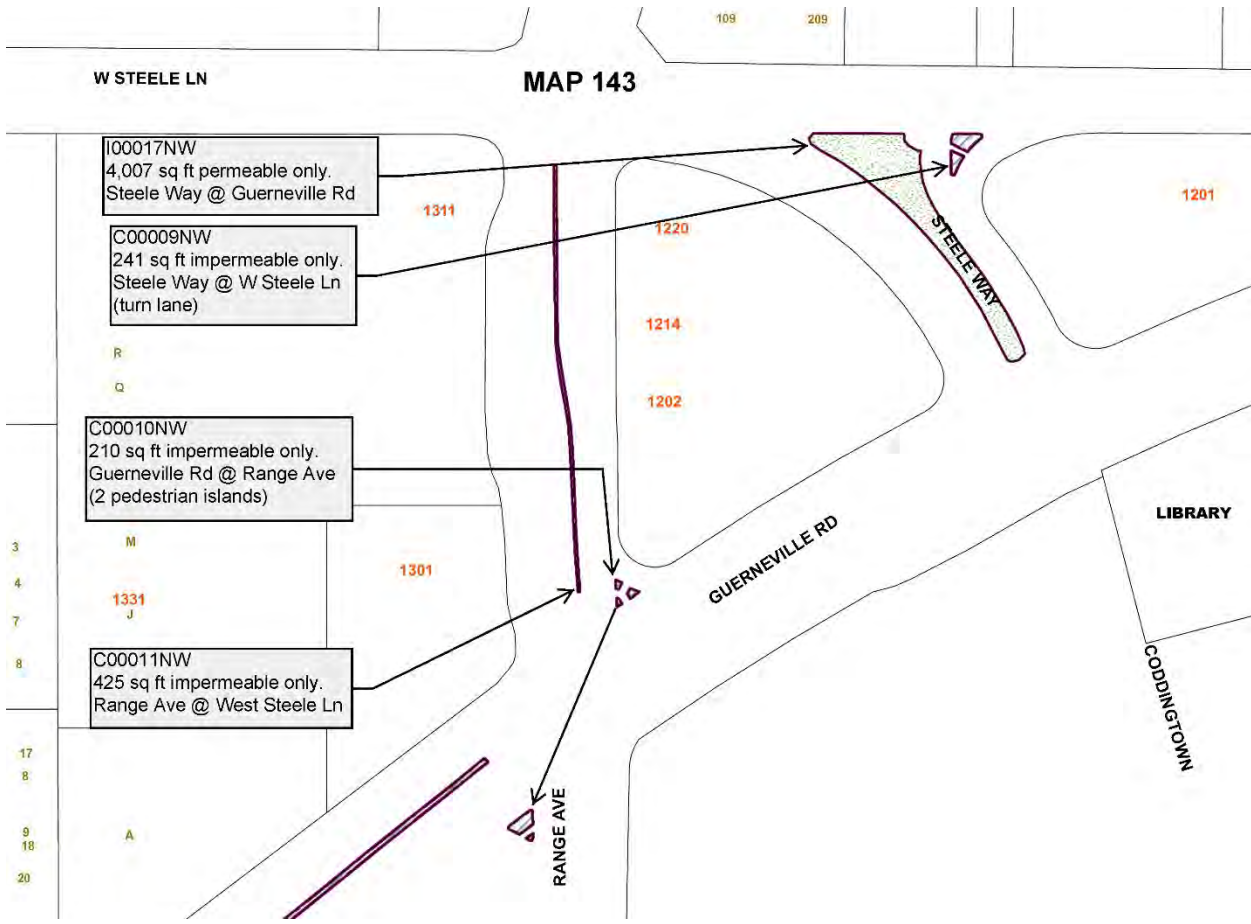 109
209
W STEELE LN
MAP 143
I00017NW
4,007 sq ft permeable only.
Steele Way @ Guerneville Rd
C00009NW
241 sq ft impermeable only.
Steele Way @ W Steele Ln
(turn lane)
1311
1220
1201
STEELE WAY
1214
R
Q
1202
C00010NW
210 sq ft impermeable only.
Guerneville Rd @ Range Ave
(2 pedestrian islands)
LIBRARY
GUERNEVILLE RD
3
M
4
1301
1331
J
7
8
C00011NW
425 sq ft impermeable only.
Range Ave @ West Steele Ln
CODDINGTOWN
17
8
RANGE AVE
9
A
18
20